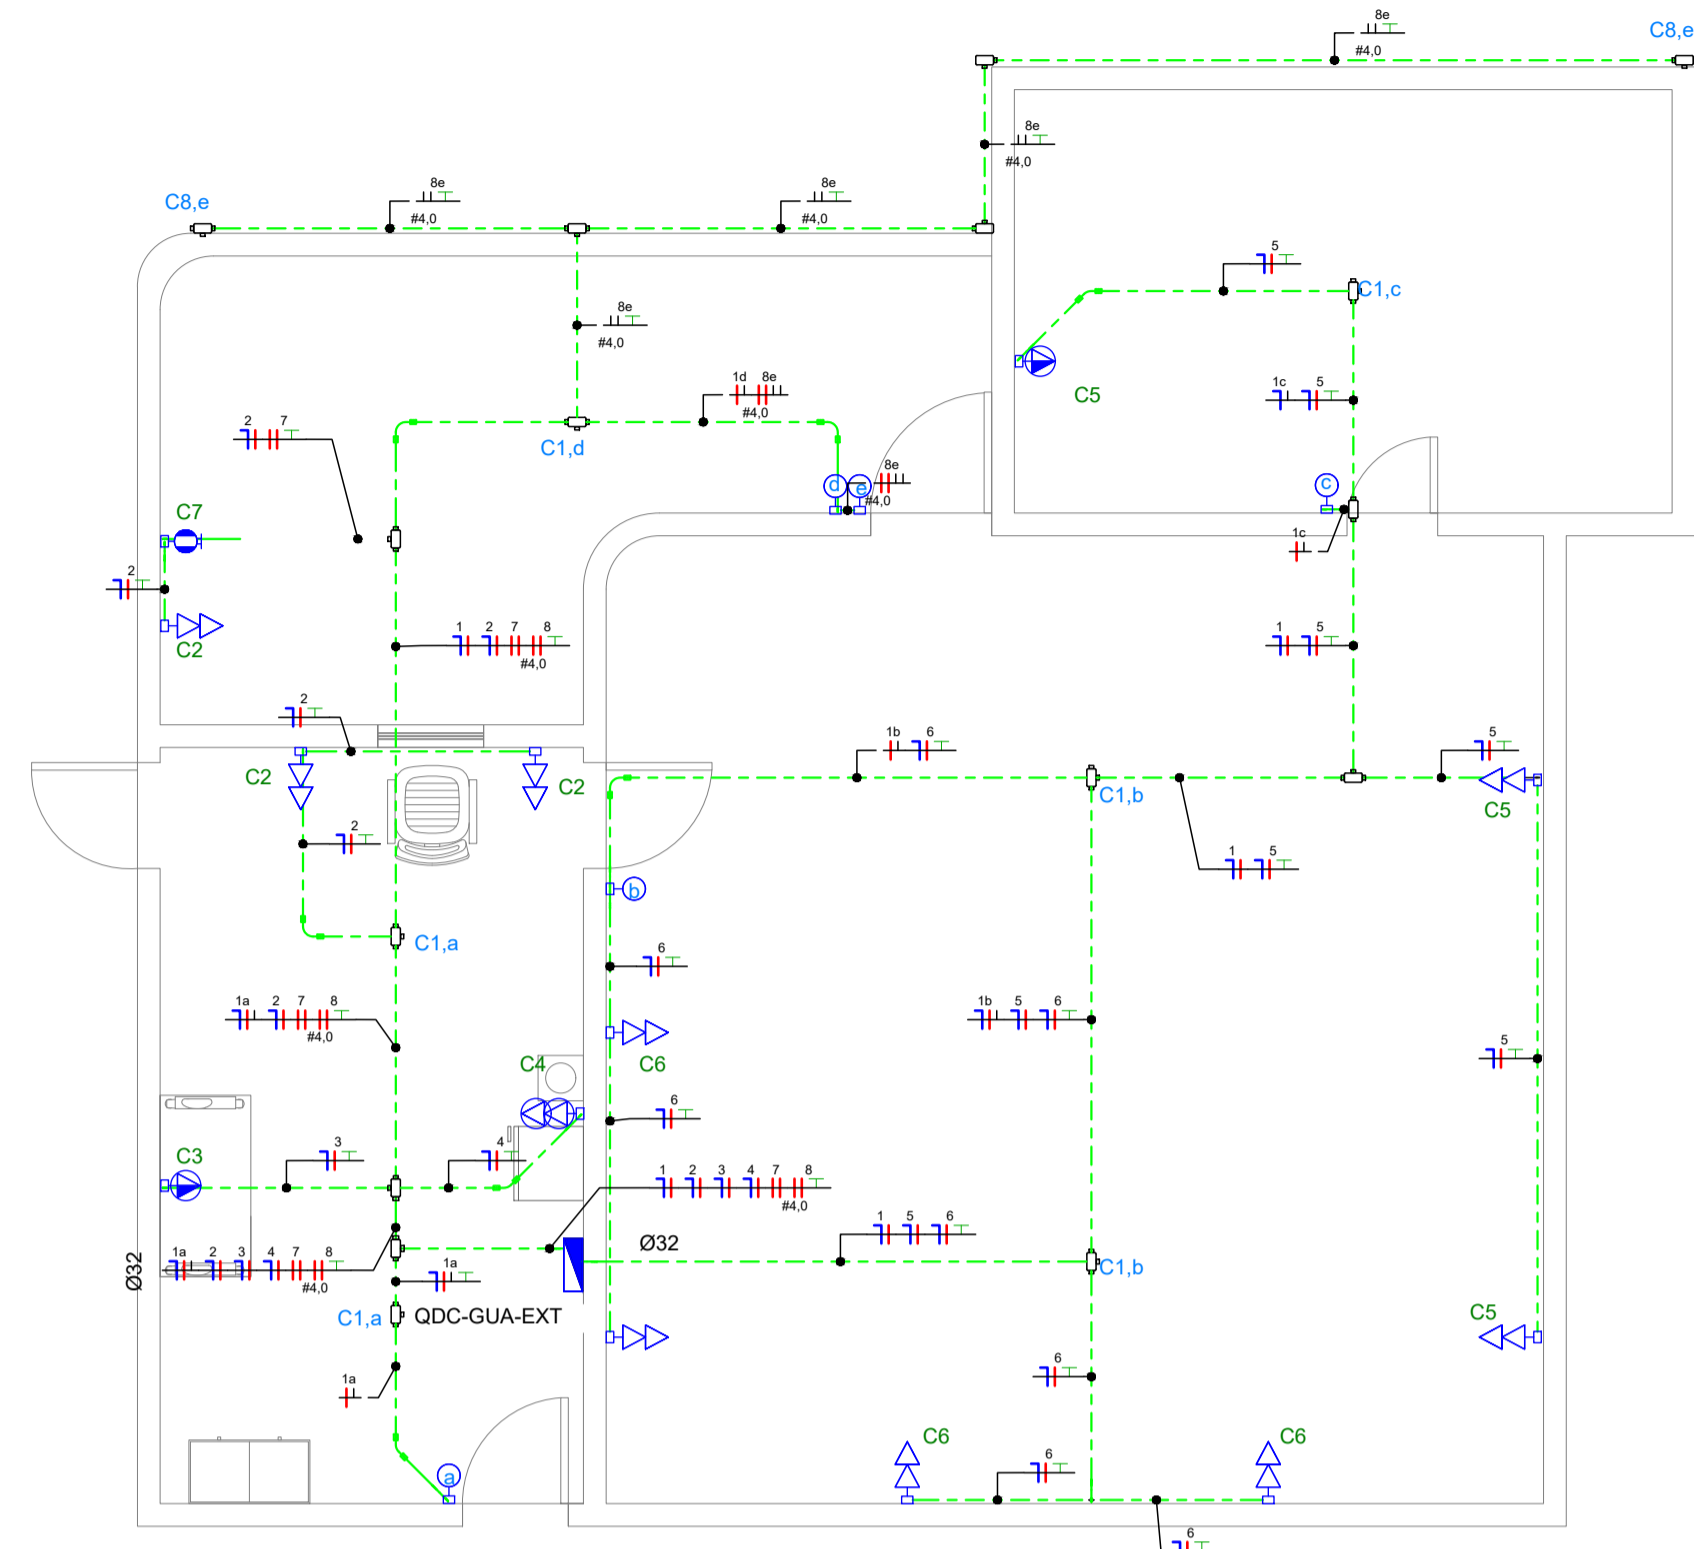 8e
#4,0
C8,e
8e
#4,0
C8,e
8e
#4,0
8e
#4,0
5
C1,c
8e
#4,0
1d 8e
#4,0
C5
1c 5
2 7
C1,d
8e
#4,0
d e
c
C7
1c
2
C2
1 2 7 8
#4,0
1 5
2
1b 6
5
C2
C2
C1,b
C5
2
1 5
b
C1,a
6
1a 2 7 8
#4,0
1b 5 6
C4
C6
5
6
3
4
C3
1 2 3 4 7 8
#4,0
1 5 6
Ø32
Ø32
1a 2 3 4 7 8
#4,0
1a
C1,b
C1,a
QDC-GUA-EXT
C5
6
1a
C6
C6
6
a
6